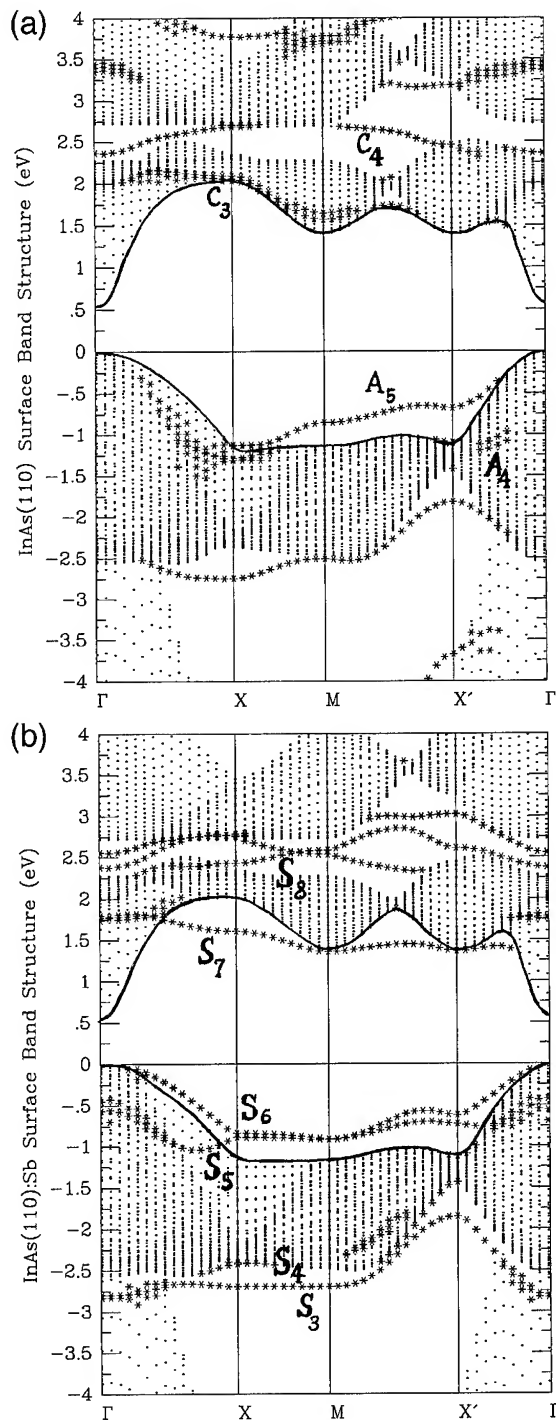 (a)
InAs(110) Surface Band Structure (eV)
4
3.5
3
2.5
2
1.5
1
.5
0
-.5
-1
-1.5
-2
-2.5
-3
-3.5
-4
C₄
C₃
A₅
A₄
Γ X M X′ Γ
(b)
InAs(110):Sb Surface Band Structure (eV)
4
3.5
3
2.5
2
1.5
1
.5
0
-.5
-1
-1.5
-2
-2.5
-3
-3.5
-4
S₈
S₇
S₆
S₅
S₄
S₃
Γ X M X′ Γ